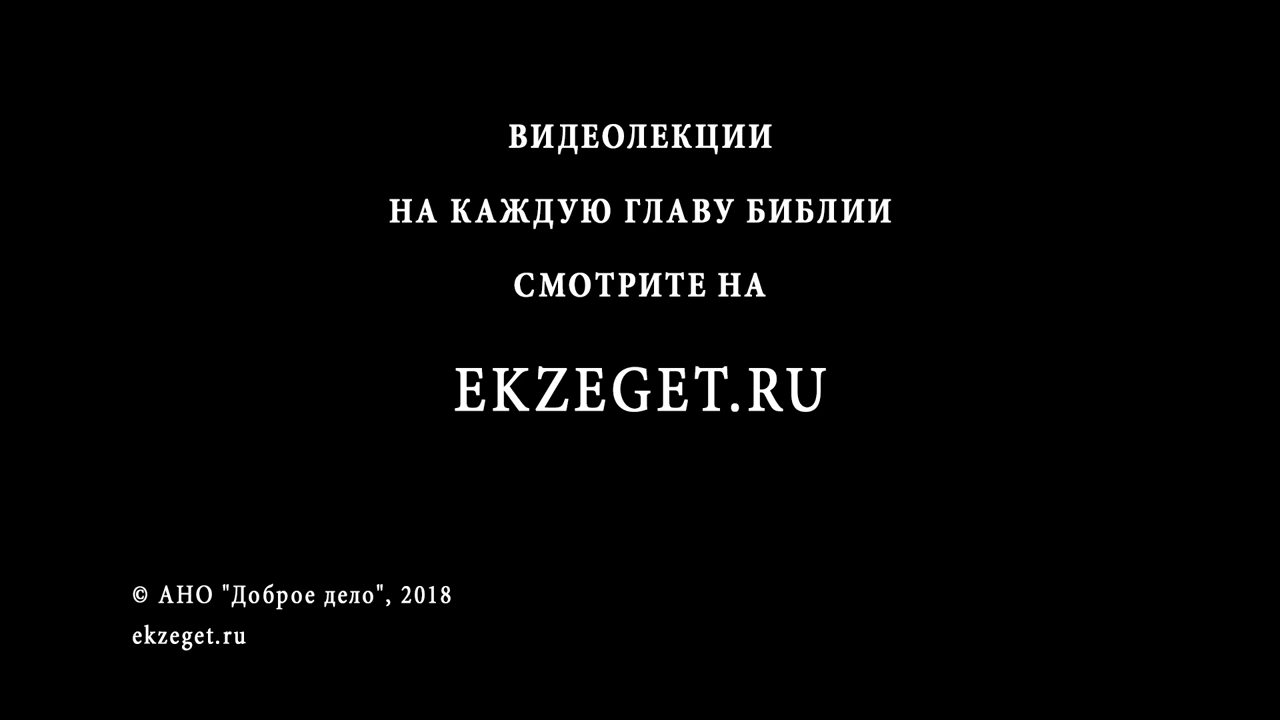 ВИДЕОЛЕКЦИИ
НА КАЖДУЮ ГЛАВУ БИБЛИИ
СМОТРИТЕ НА
EKZEGET.RU
© АНО "Доброе дело", 2018
ekzeget.ru